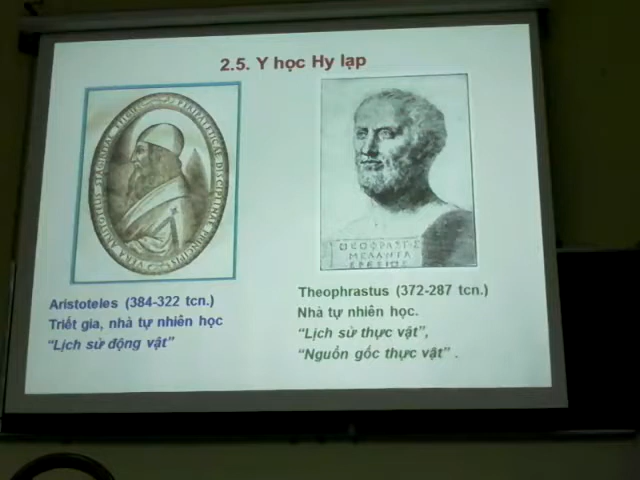 2.5. Y học Hy lạp
Aristoteles (384-322 tcn.)
Triết gia, nhà tự nhiên học
“Lịch sử động vật”
Theophrastus (372-287 tcn.)
Nhà tự nhiên học.
“Lịch sử thực vật”,
“Nguồn gốc thực vật” .